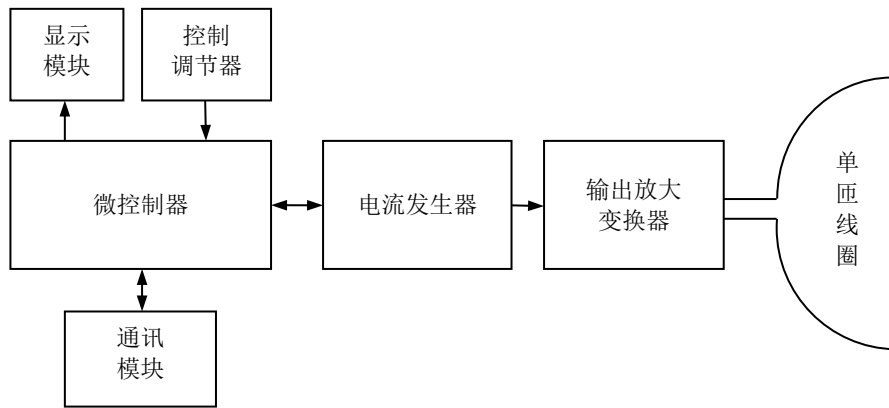 显示
模块
控制
调节器
微控制器
电流发生器
输出放大
变换器
单
匝
线
圈
通讯
模块